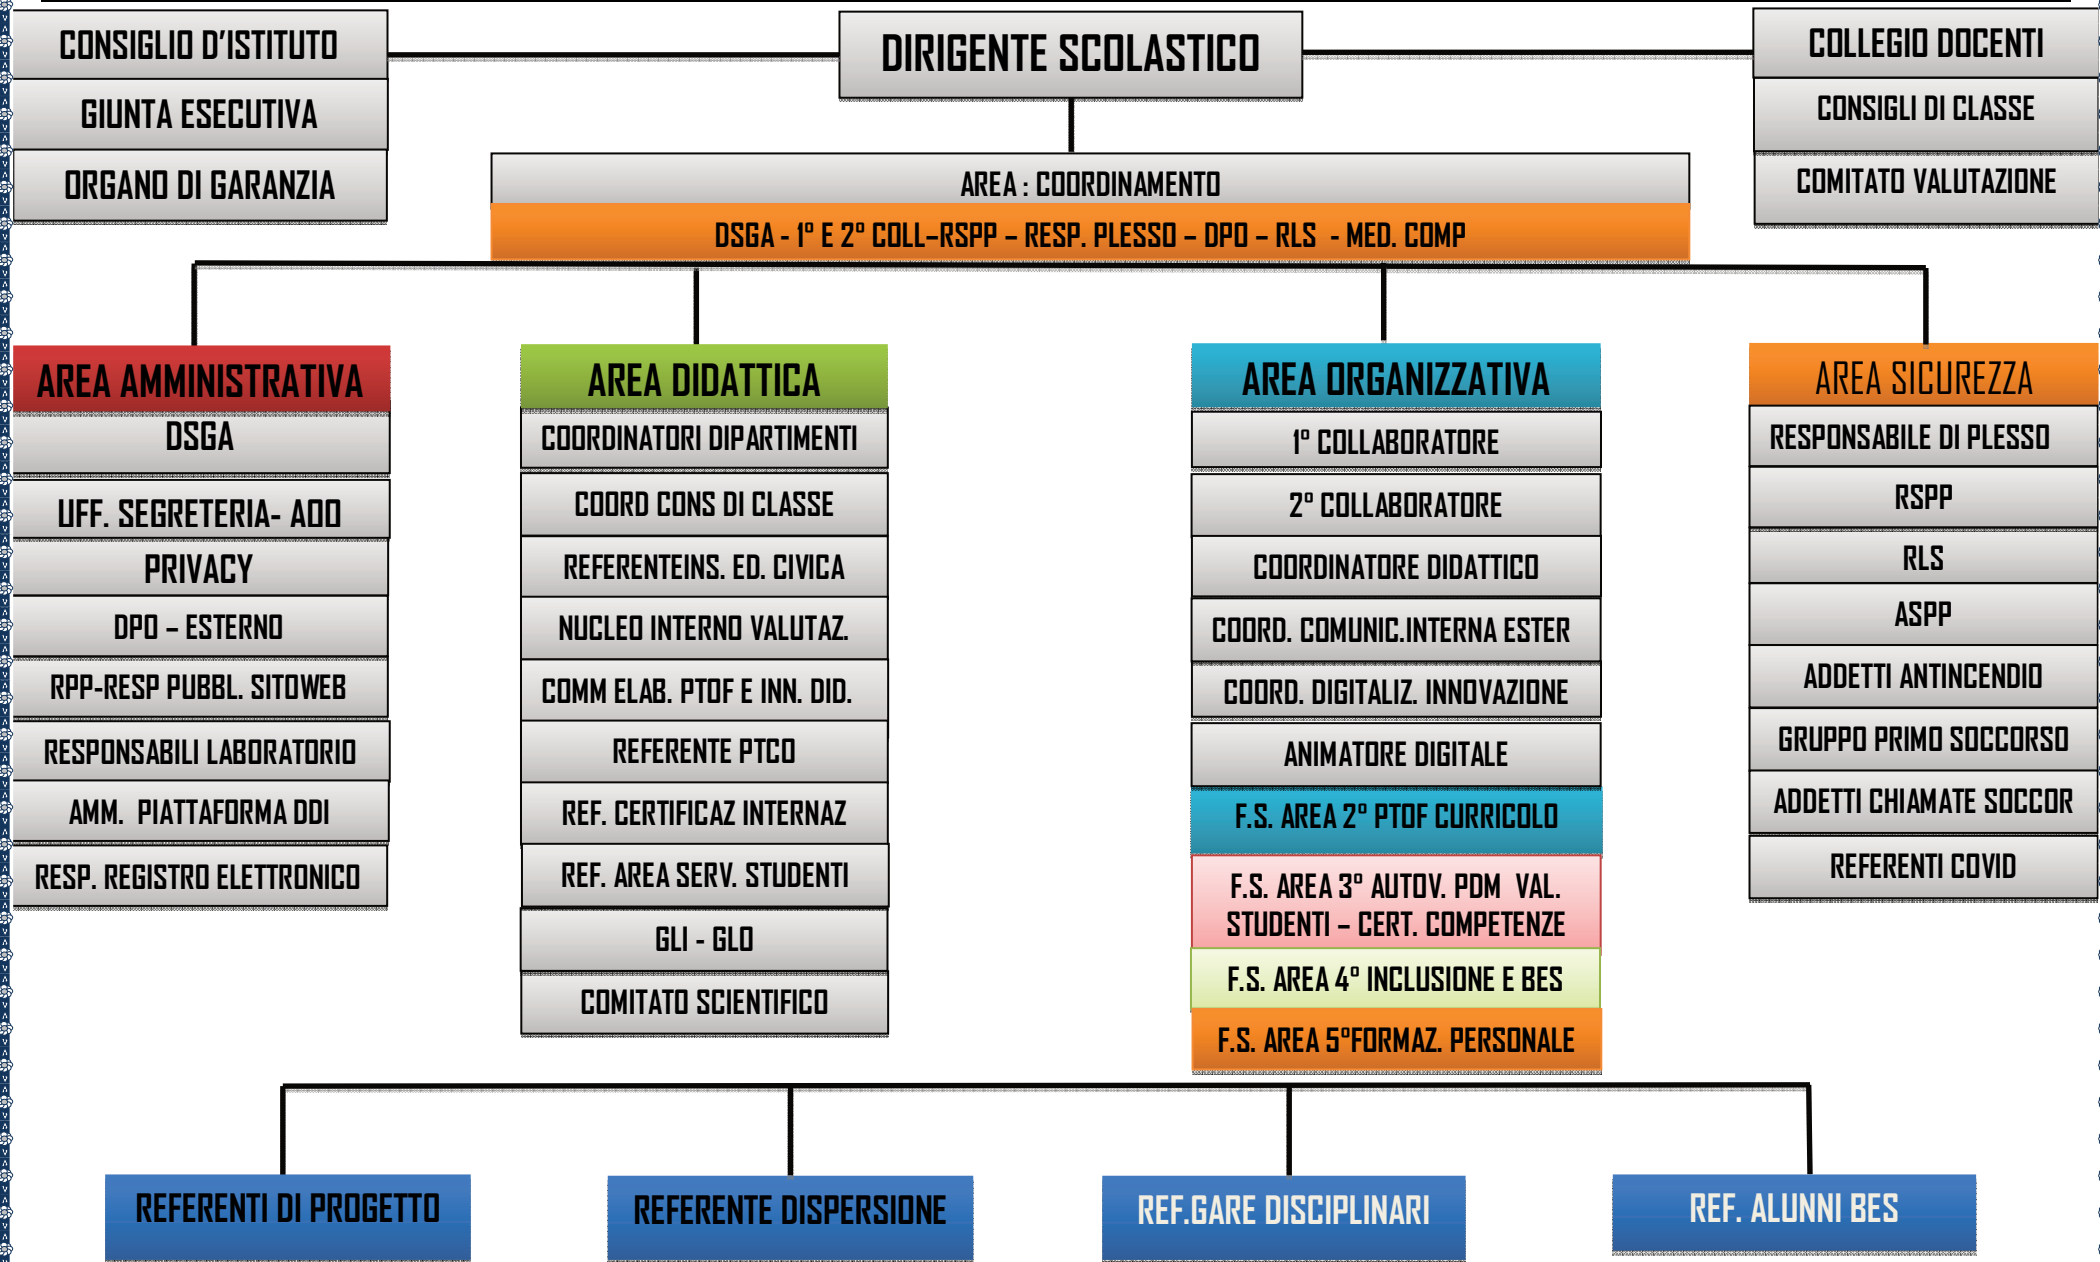 CONSIGLIO D'ISTITUTO
GIUNTA ESECUTIVA
ORGANO DI GARANZIA
DIRIGENTE SCOLASTICO
COLLEGIO DOCENTI
CONSIGLI DI CLASSE
COMITATO VALUTAZIONE
AREA : COORDINAMENTO
DSGA - 1° E 2° COLL–RSPP – RESP. PLESSO – DPO – RLS - MED. COMP
AREA AMMINISTRATIVA
DSGA
UFF. SEGRETERIA- AOO
PRIVACY
DPO – ESTERNO
RPP-RESP PUBBL. SITOWEB
RESPONSABILI LABORATORIO
AMM. PIATTAFORMA DDI
RESP. REGISTRO ELETTRONICO
AREA DIDATTICA
COORDINATORI DIPARTIMENTI
COORD CONS DI CLASSE
REFERENTEINS. ED. CIVICA
NUCLEO INTERNO VALUTAZ.
COMM ELAB. PTOF E INN. DID.
REFERENTE PTCO
REF. CERTIFICAZ INTERNAZ
REF. AREA SERV. STUDENTI
GLI - GLO
COMITATO SCIENTIFICO
AREA ORGANIZZATIVA
1° COLLABORATORE
2° COLLABORATORE
COORDINATORE DIDATTICO
COORD. COMUNIC.INTERNA ESTER
COORD. DIGITALIZ. INNOVAZIONE
ANIMATORE DIGITALE
F.S. AREA 2° PTOF CURRICOLO
F.S. AREA 3° AUTOV. PDM VAL.
STUDENTI – CERT. COMPETENZE
F.S. AREA 4° INCLUSIONE E BES
F.S. AREA 5°FORMAZ. PERSONALE
AREA SICUREZZA
RESPONSABILE DI PLESSO
RSPP
RLS
ASPP
ADDETTI ANTINCENDIO
GRUPPO PRIMO SOCCORSO
ADDETTI CHIAMATE SOCCOR
REFERENTI COVID
REFERENTI DI PROGETTO
REFERENTE DISPERSIONE
REF.GARE DISCIPLINARI
REF. ALUNNI BES